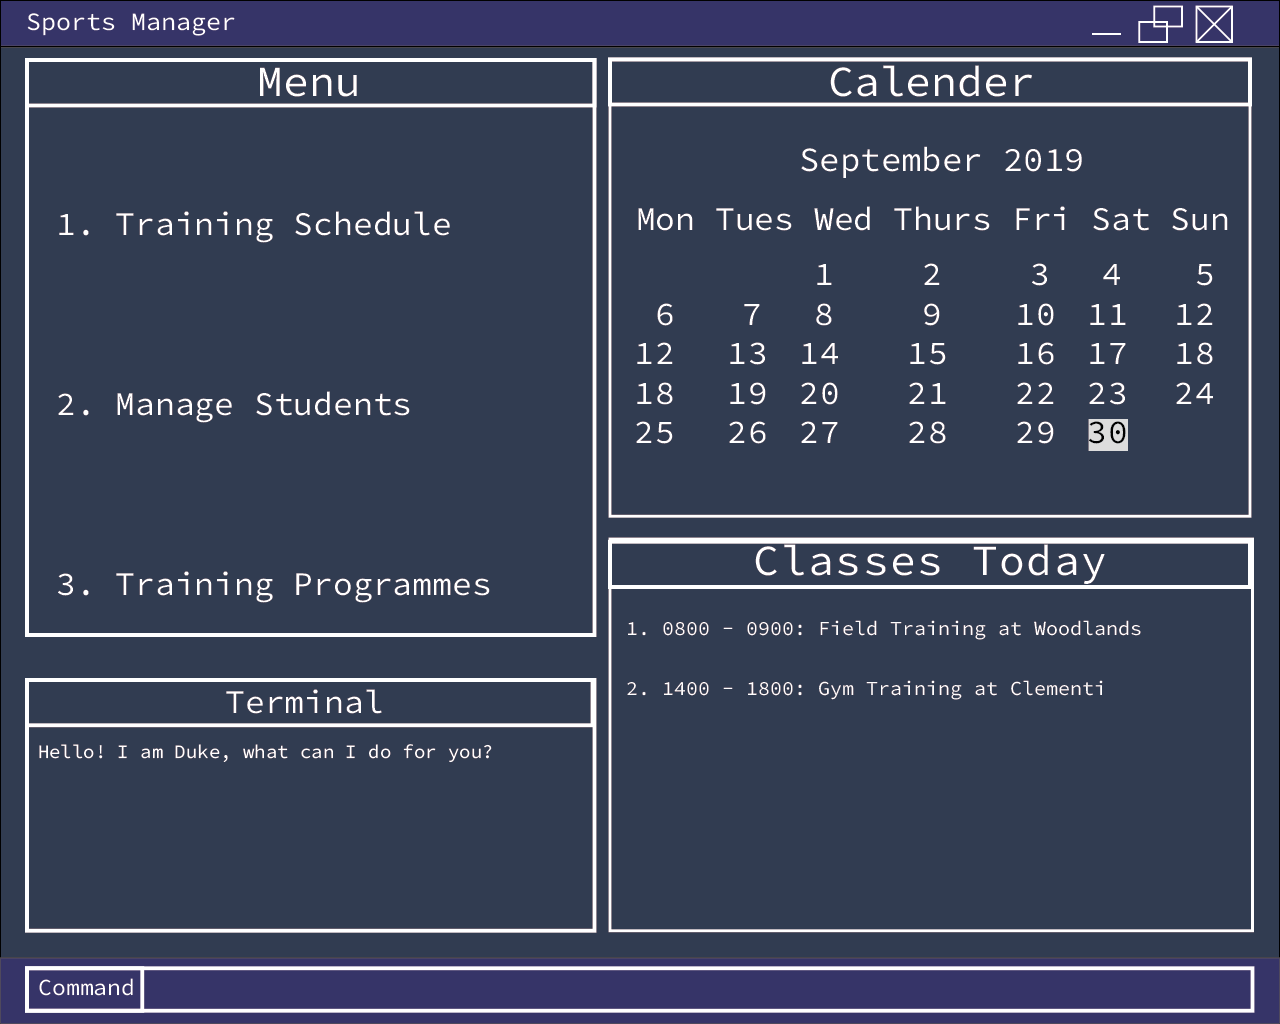 Sports Manager
Menu
1. Training Schedule
2. Manage Students
3. Training Programmes
Terminal
Hello! I am Duke, what can I do for you?
Calender
September 2019
Mon Tues Wed Thurs Fri Sat Sun
1 2 3 4 5
6 7 8 9 10 11 12
12 13 14 15 16 17 18
18 19 20 21 22 23 24
25 26 27 28 29 30
Classes Today
1. 0800 - 0900: Field Training at Woodlands
2. 1400 - 1800: Gym Training at Clementi
Command